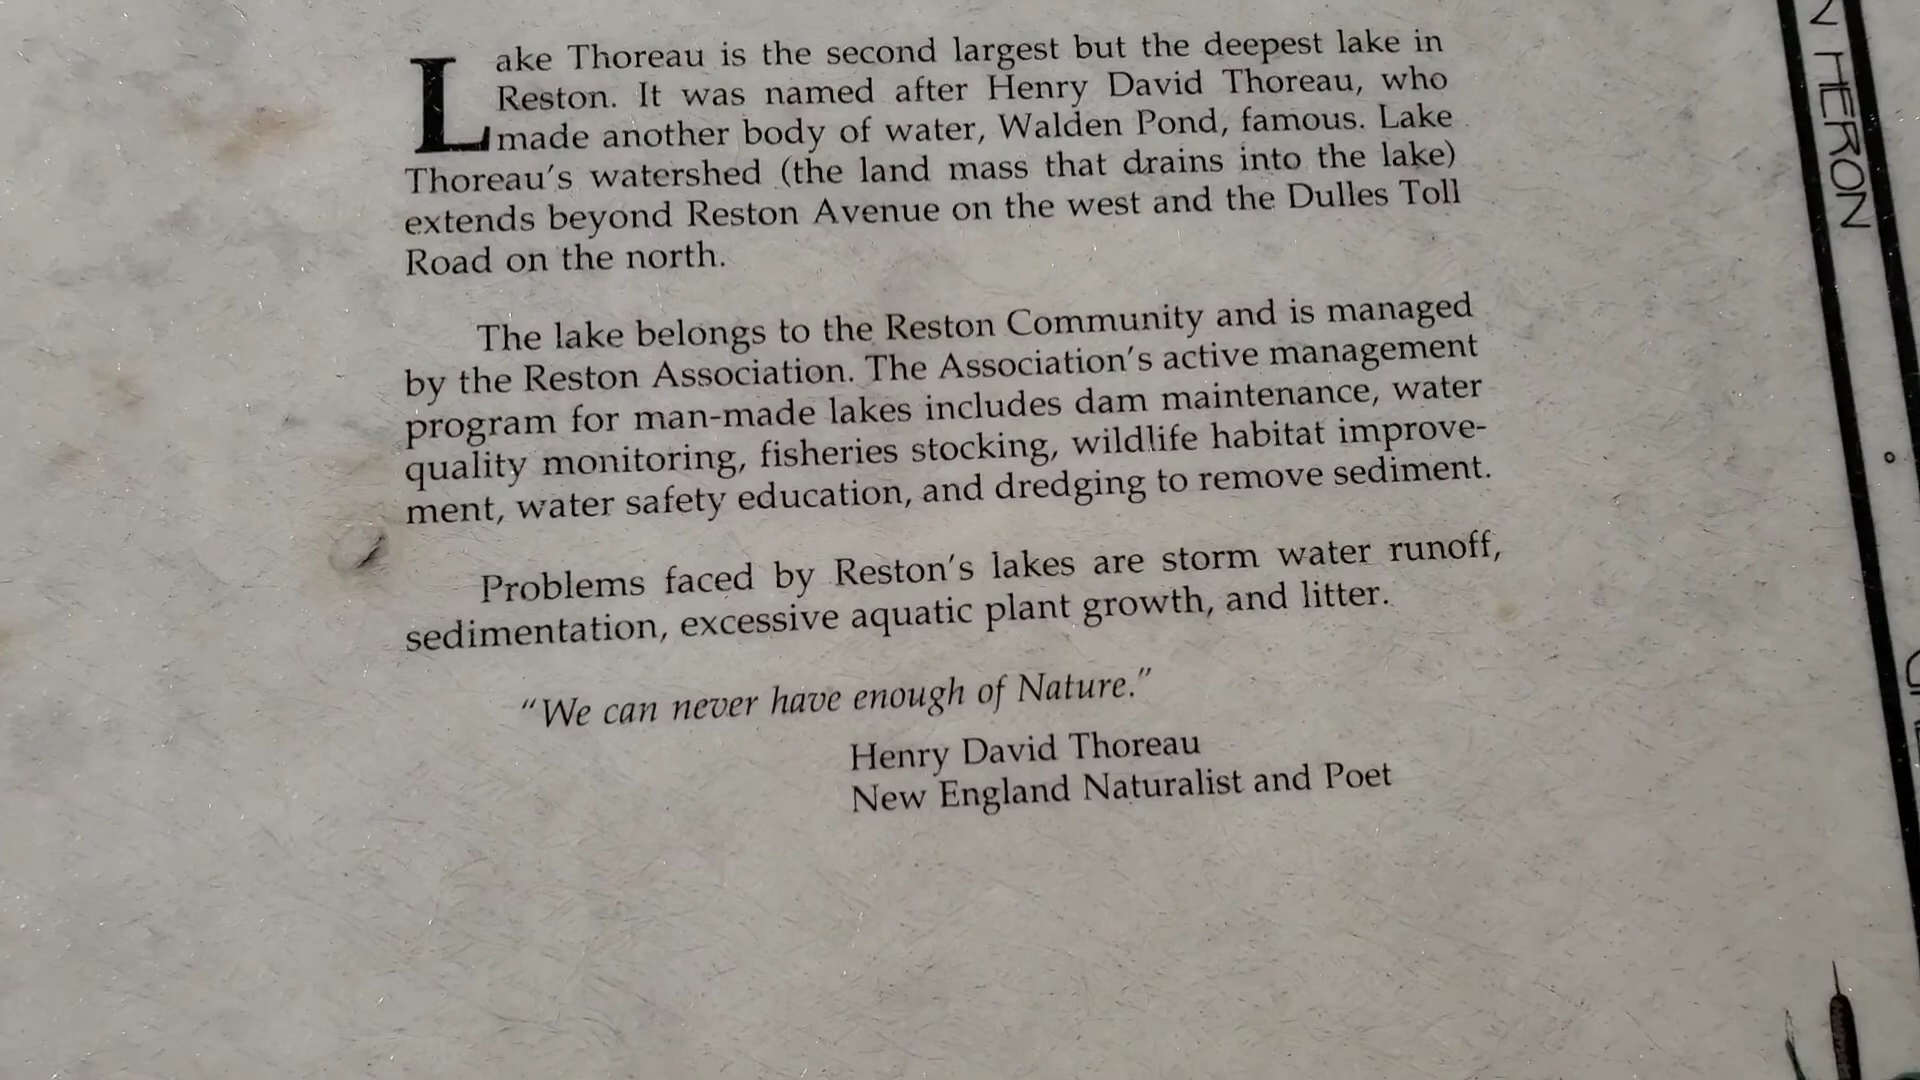 Lake Thoreau is the second largest but the deepest lake in
Reston. It was named after Henry David Thoreau, who
made another body of water, Walden Pond, famous. Lake
Thoreau's watershed (the land mass that drains into the lake)
extends beyond Reston Avenue on the west and the Dulles Toll
Road on the north.
The lake belongs to the Reston Community and is managed
by the Reston Association. The Association's active management
program for man-made lakes includes dam maintenance, water
quality monitoring, fisheries stocking, wildlife habitat improve-
ment, water safety education, and dredging to remove sediment.
Problems faced by Reston's lakes are storm water runoff,
sedimentation, excessive aquatic plant growth, and litter.
"We can never have enough of Nature."
Henry David Thoreau
New England Naturalist and Poet
HERON